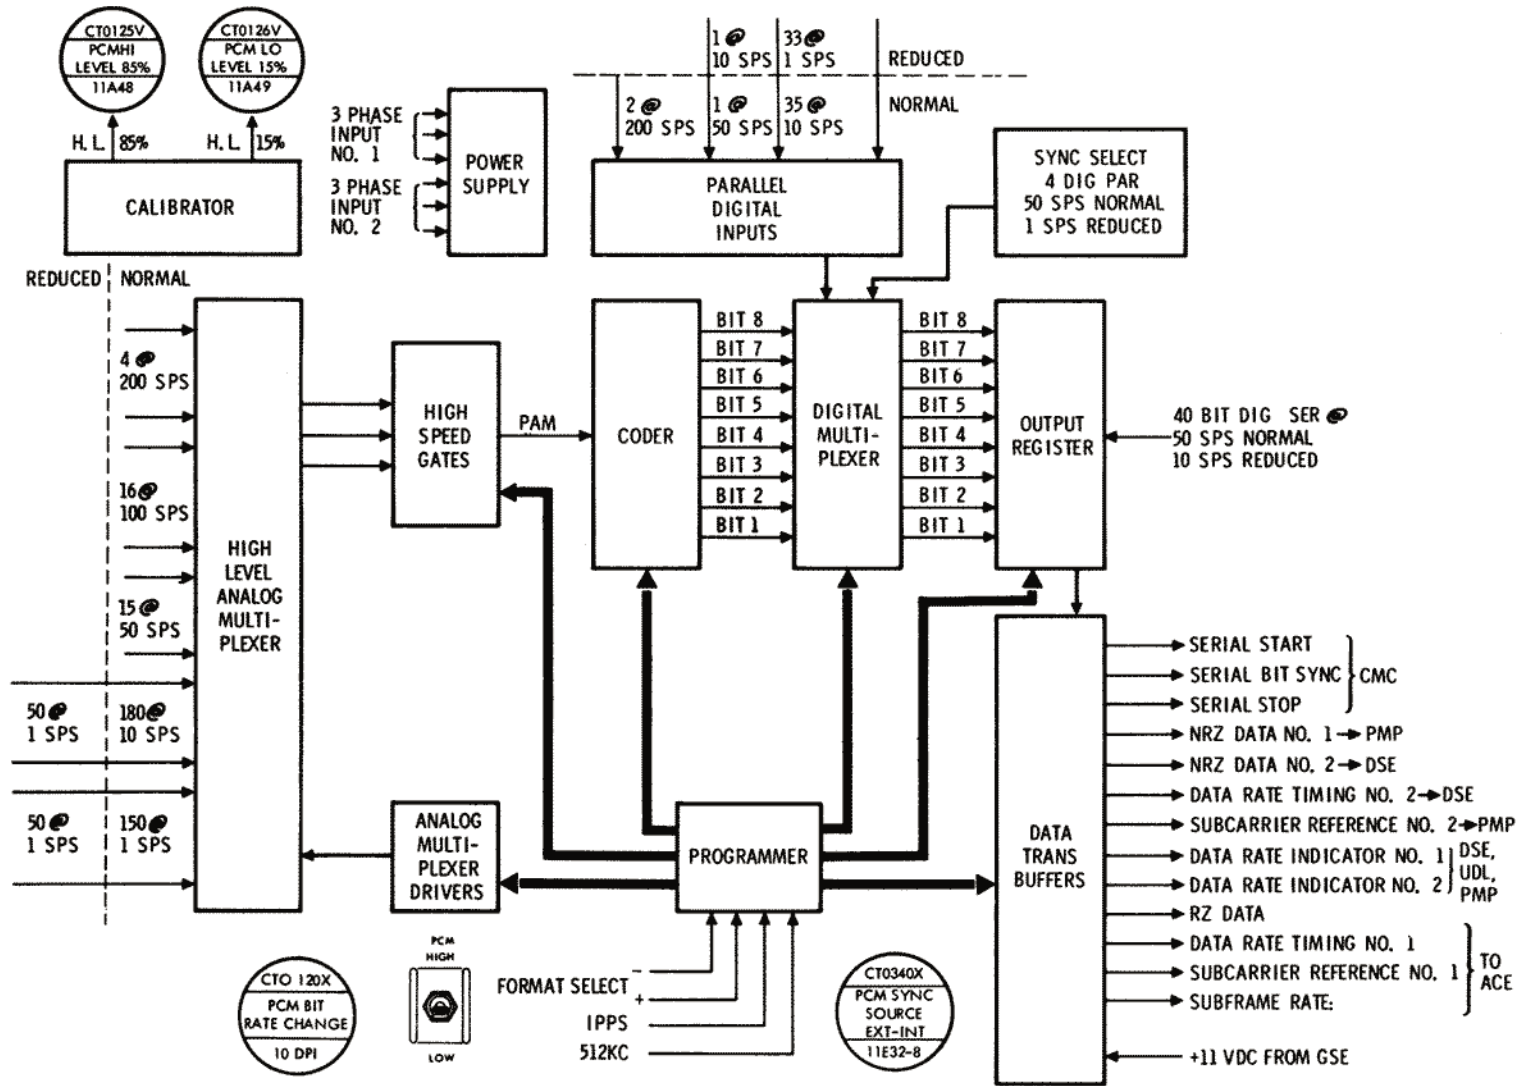 CT0125V
PCMHI
LEVEL 85%
11A48
CT0126V
PCM LO
LEVEL 15%
11A49
H. L. 85%
H. L. 15%
CALIBRATOR
3 PHASE
INPUT
NO. 1
3 PHASE
INPUT
NO. 2
POWER
SUPPLY
1 @
10 SPS
33 @
1 SPS
REDUCED
2 @
200 SPS
1 @
50 SPS
35 @
10 SPS
NORMAL
PARALLEL
DIGITAL
INPUTS
SYNC SELECT
4 DIG PAR
50 SPS NORMAL
1 SPS REDUCED
REDUCED
NORMAL
4 @
200 SPS
16 @
100 SPS
15 @
50 SPS
50 @
1 SPS
180 @
10 SPS
50 @
1 SPS
150 @
1 SPS
HIGH
LEVEL
ANALOG
MULTI-
PLEXER
HIGH
SPEED
GATES
PAM
CODER
BIT 8
BIT 7
BIT 6
BIT 5
BIT 4
BIT 3
BIT 2
BIT 1
DIGITAL
MULTI-
PLEXER
BIT 8
BIT 7
BIT 6
BIT 5
BIT 4
BIT 3
BIT 2
BIT 1
OUTPUT
REGISTER
40 BIT DIG SER @
50 SPS NORMAL
10 SPS REDUCED
ANALOG
MULTI-
PLEXER
DRIVERS
PROGRAMMER
DATA
TRANS
BUFFERS
SERIAL START
SERIAL BIT SYNC
SERIAL STOP
CMC
NRZ DATA NO. 1 → PMP
NRZ DATA NO. 2 → DSE
DATA RATE TIMING NO. 2 → DSE
SUBCARRIER REFERENCE NO. 2 → PMP
DATA RATE INDICATOR NO. 1
DATA RATE INDICATOR NO. 2
DSE,
UDL,
PMP
RZ DATA
DATA RATE TIMING NO. 1
SUBCARRIER REFERENCE NO. 1
SUBFRAME RATE:
TO
ACE
+11 VDC FROM GSE
CTO 120X
PCM BIT
RATE CHANGE
10 DPI
PCM
HIGH
LOW
FORMAT SELECT - +
1PPS
512KC
CT0340X
PCM SYNC
SOURCE
EXT-INT
11E32-8